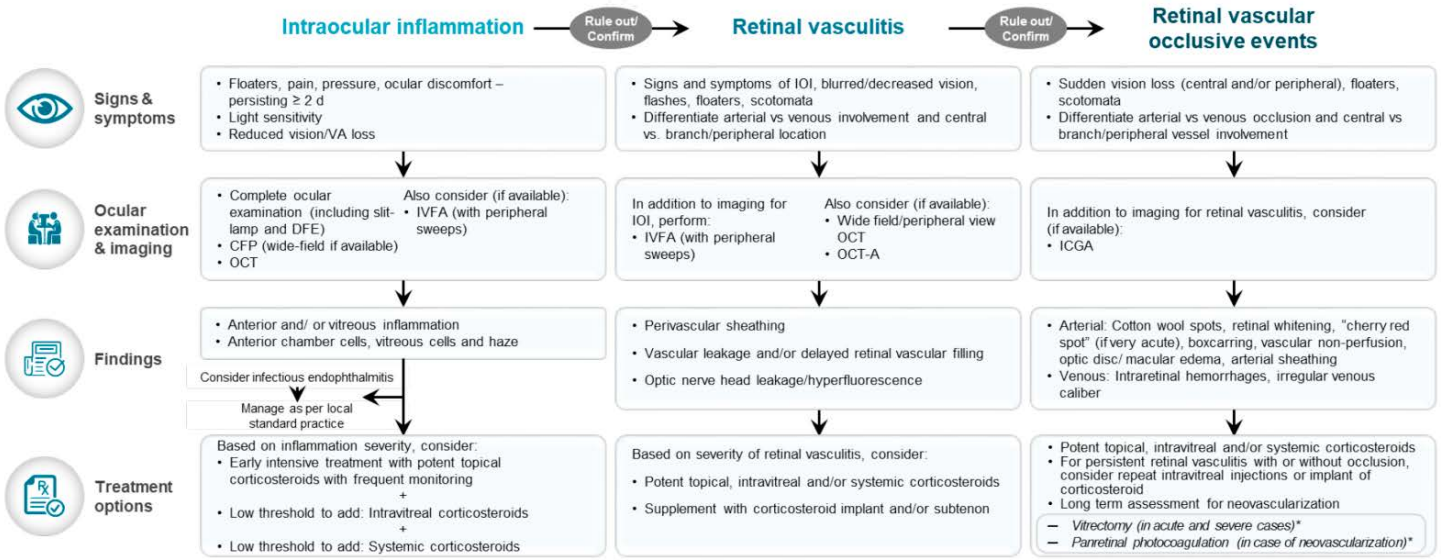 Intraocular inflammation
Rule out/
Confirm
Retinal vasculitis
Rule out/
Confirm
Retinal vascular
occlusive events
Signs &
symptoms
• Floaters, pain, pressure, ocular discomfort –
persisting ≥ 2 d
• Light sensitivity
• Reduced vision/VA loss
• Signs and symptoms of IOI, blurred/decreased vision,
flashes, floaters, scotomata
• Differentiate arterial vs venous involvement and central
vs. branch/peripheral location
• Sudden vision loss (central and/or peripheral), floaters,
scotomata
• Differentiate arterial vs venous occlusion and central vs
branch/peripheral vessel involvement
Ocular
examination
& imaging
• Complete ocular
examination (including slit-
lamp and DFE)
• CFP (wide-field if available)
• OCT
Also consider (if available):
• IVFA (with peripheral
sweeps)
In addition to imaging for
IOI, perform:
• IVFA (with peripheral
sweeps)
Also consider (if available):
• Wide field/peripheral view
OCT
• OCT-A
In addition to imaging for retinal vasculitis, consider
(if available):
• ICGA
Findings
• Anterior and/ or vitreous inflammation
• Anterior chamber cells, vitreous cells and haze
Consider infectious endophthalmitis
Manage as per local
standard practice
• Perivascular sheathing
• Vascular leakage and/or delayed retinal vascular filling
• Optic nerve head leakage/hyperfluorescence
• Arterial: Cotton wool spots, retinal whitening, "cherry red
spot" (if very acute), boxcarring, vascular non-perfusion,
optic disc/ macular edema, arterial sheathing
• Venous: Intraretinal hemorrhages, irregular venous
caliber
Rx
Treatment
options
Based on inflammation severity, consider:
• Early intensive treatment with potent topical
corticosteroids with frequent monitoring
+
• Low threshold to add: Intravitreal corticosteroids
+
• Low threshold to add: Systemic corticosteroids
Based on severity of retinal vasculitis, consider:
• Potent topical, intravitreal and/or systemic corticosteroids
• Supplement with corticosteroid implant and/or subtenon
• Potent topical, intravitreal and/or systemic corticosteroids
• For persistent retinal vasculitis with or without occlusion,
consider repeat intravitreal injections or implant of
corticosteroid
• Long term assessment for neovascularization
– Vitrectomy (in acute and severe cases)*
– Panretinal photocoagulation (in case of neovascularization)*